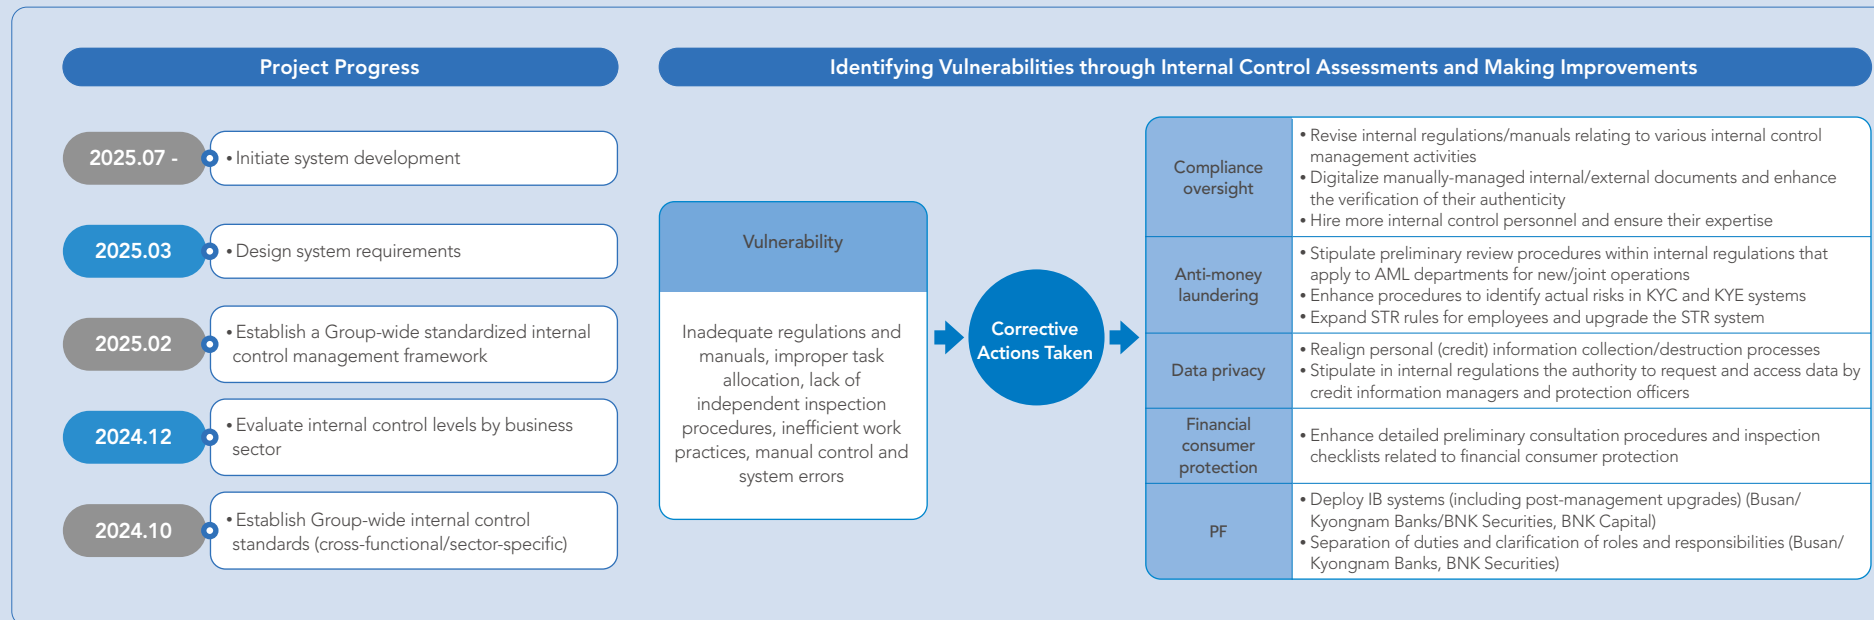 Project Progress
2025.07 -
• Initiate system development
2025.03
• Design system requirements
2025.02
• Establish a Group-wide standardized internal
control management framework
2024.12
• Evaluate internal control levels by business
sector
2024.10
• Establish Group-wide internal control
standards (cross-functional/sector-specific)
Identifying Vulnerabilities through Internal Control Assessments and Making Improvements
Vulnerability
Inadequate regulations and
manuals, improper task
allocation, lack of
independent inspection
procedures, inefficient work
practices, manual control and
system errors
Corrective
Actions Taken
Compliance
oversight
• Revise internal regulations/manuals relating to various internal control
management activities
• Digitalize manually-managed internal/external documents and enhance
the verification of their authenticity
• Hire more internal control personnel and ensure their expertise
Anti-money
laundering
• Stipulate preliminary review procedures within internal regulations that
apply to AML departments for new/joint operations
• Enhance procedures to identify actual risks in KYC and KYE systems
• Expand STR rules for employees and upgrade the STR system
Data privacy
• Realign personal (credit) information collection/destruction processes
• Stipulate in internal regulations the authority to request and access data by
credit information managers and protection officers
Financial
consumer
protection
• Enhance detailed preliminary consultation procedures and inspection
checklists related to financial consumer protection
PF
• Deploy IB systems (including post-management upgrades) (Busan/
Kyongnam Banks/BNK Securities, BNK Capital)
• Separation of duties and clarification of roles and responsibilities (Busan/
Kyongnam Banks, BNK Securities)